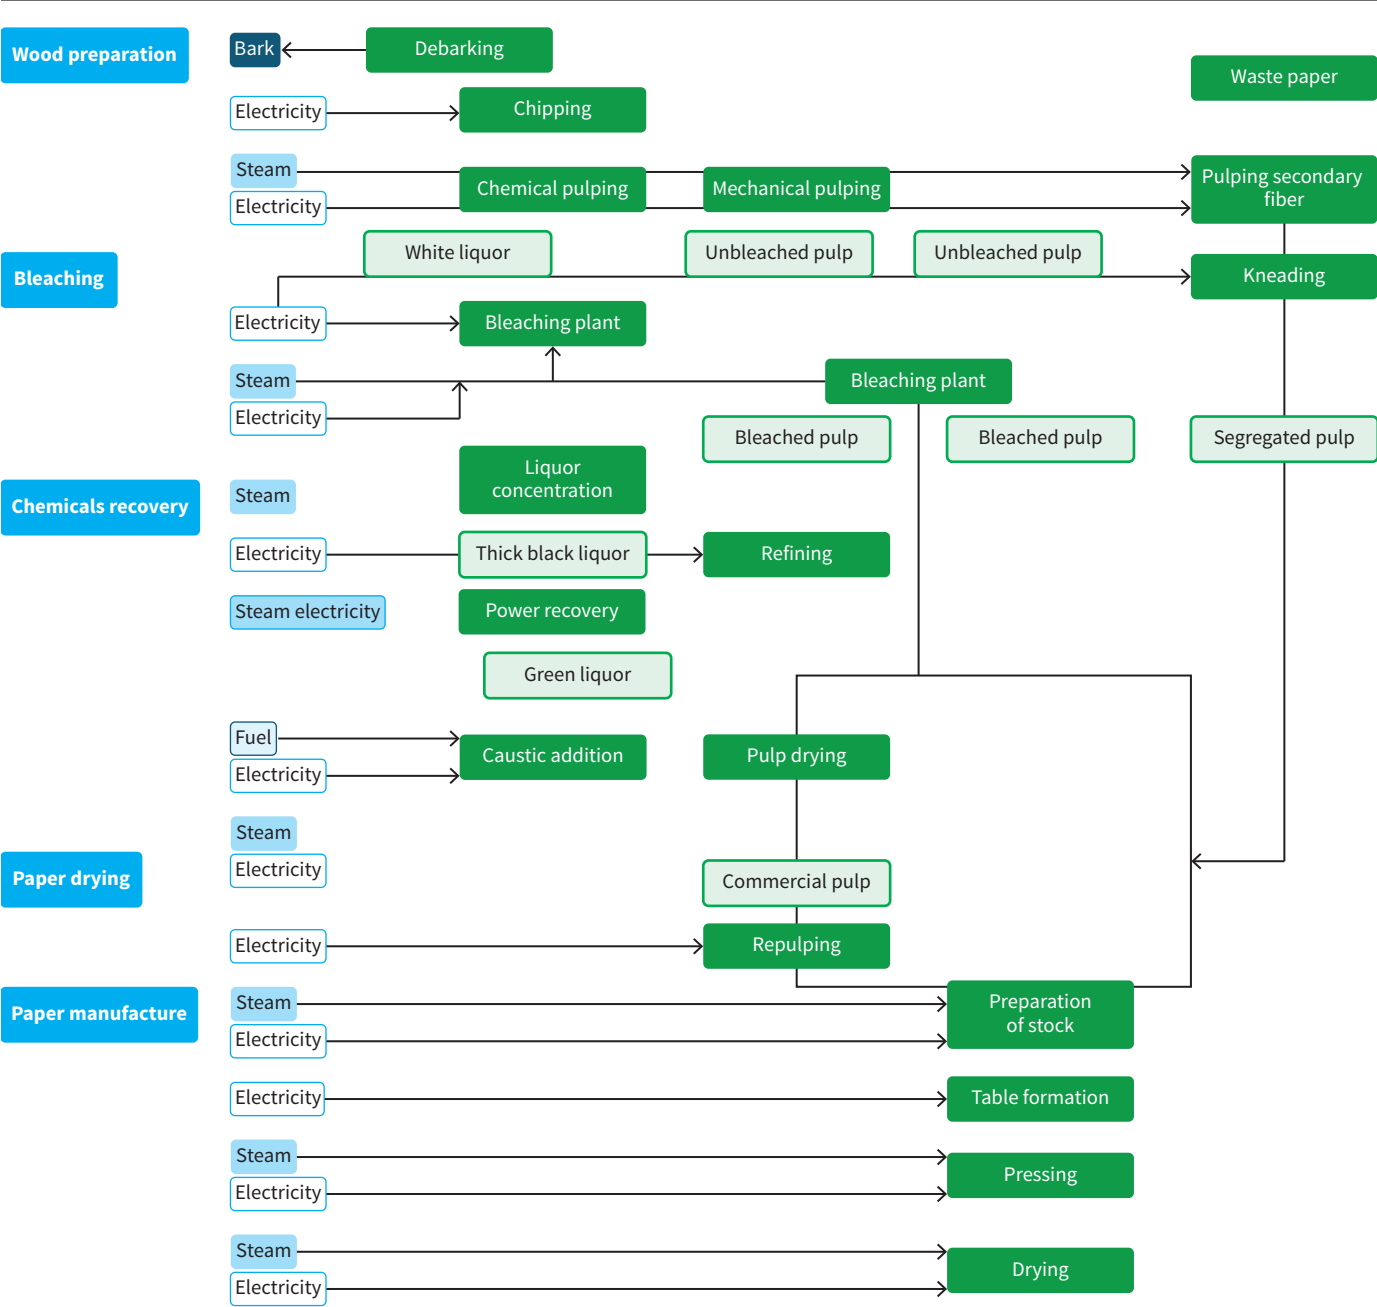 Wood preparation
Bark
Debarking
Waste paper
Electricity
Chipping
Steam
Electricity
Chemical pulping
Mechanical pulping
Pulping secondary
fiber
White liquor
Unbleached pulp
Unbleached pulp
Bleaching
Kneading
Electricity
Bleaching plant
Steam
Electricity
Bleaching plant
Bleached pulp
Bleached pulp
Segregated pulp
Chemicals recovery
Steam
Liquor
concentration
Electricity
Thick black liquor
Refining
Steam electricity
Power recovery
Green liquor
Fuel
Electricity
Caustic addition
Pulp drying
Steam
Electricity
Paper drying
Commercial pulp
Electricity
Repulping
Paper manufacture
Steam
Electricity
Preparation
of stock
Electricity
Table formation
Steam
Electricity
Pressing
Steam
Electricity
Drying